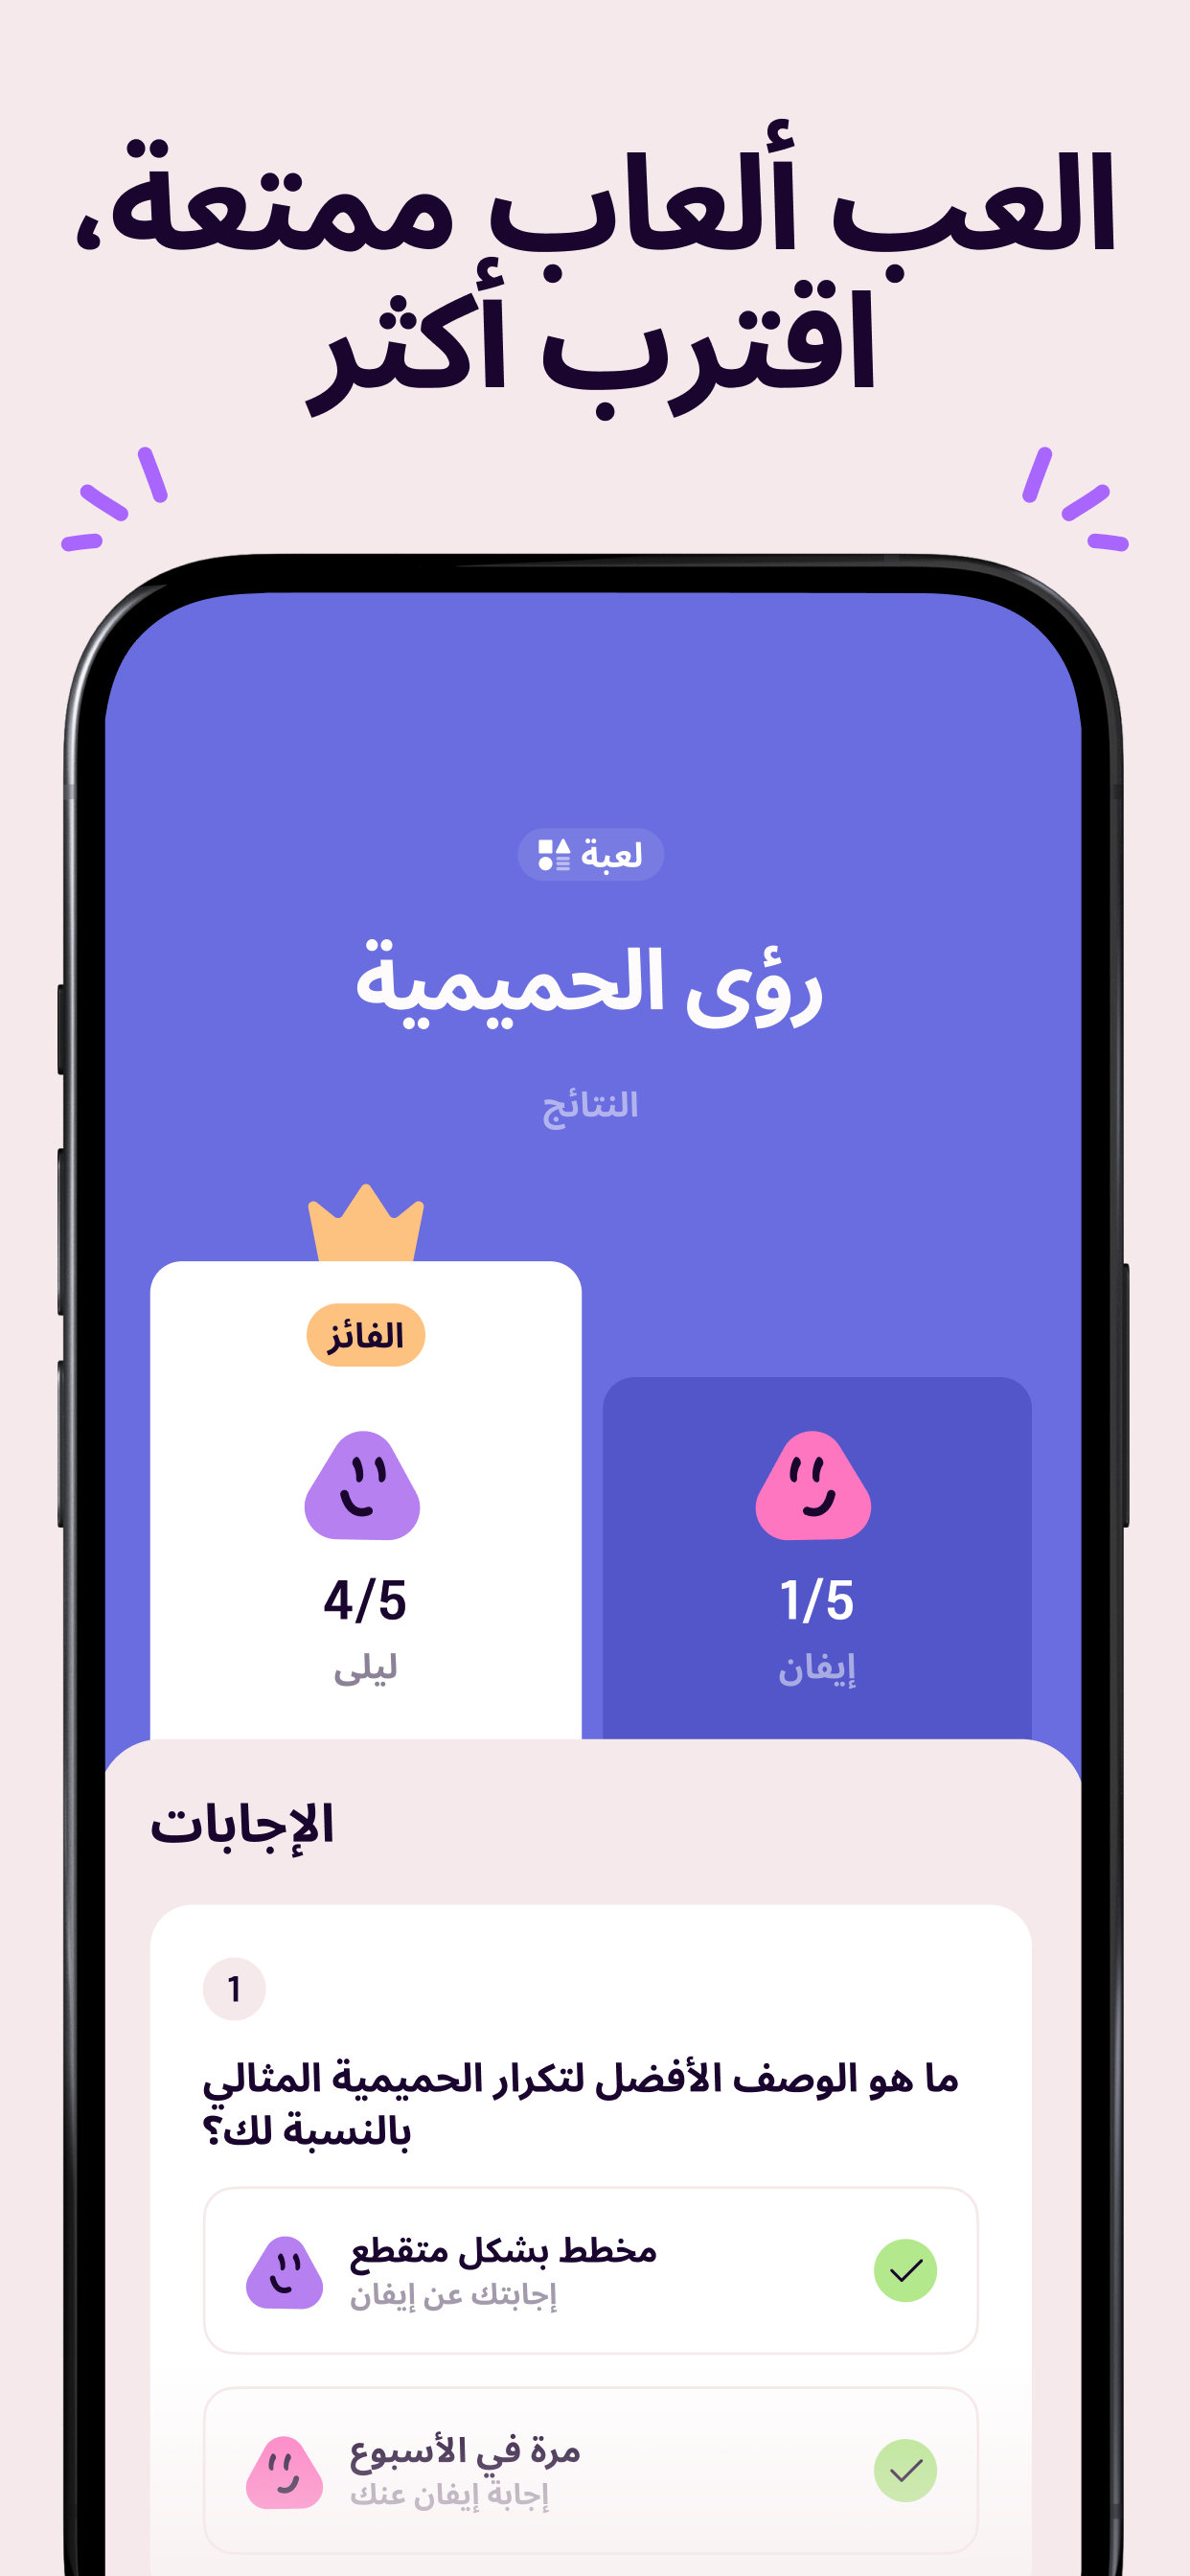 العب ألعاب ممتعة،
اقترب أكثر
لعبة
رؤى الحميمية
النتائج
الفائز
4/5
ليلى
1/5
إيفان
الإجابات
1
ما هو الوصف الأفضل لتكرار الحميمية المثالي
بالنسبة لك؟
مخطط بشكل متقطع
إجابتك عن إيفان
مرة في الأسبوع
إجابة إيفان عنك